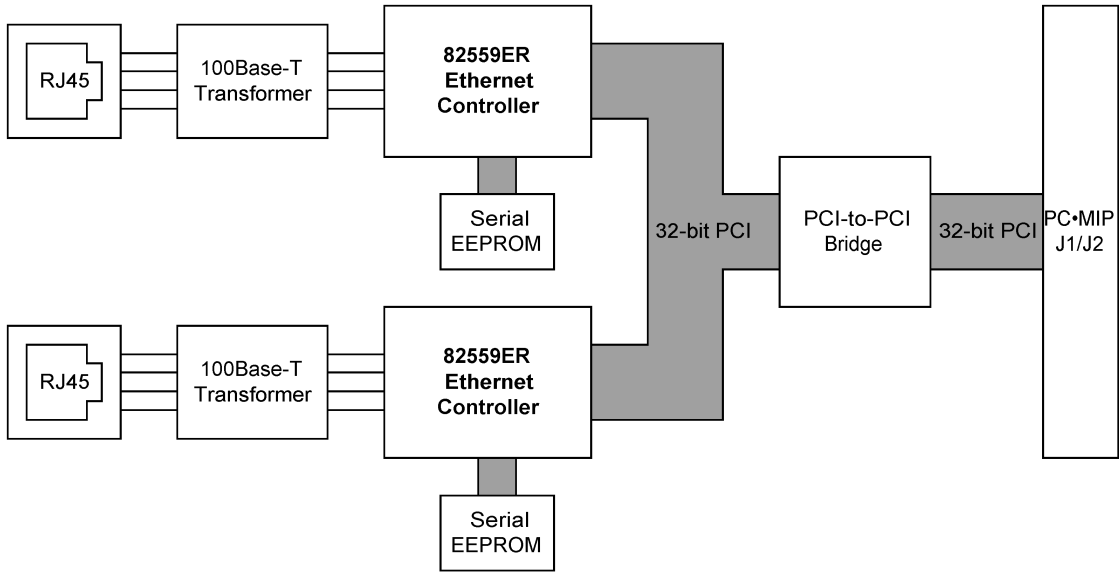 RJ45
100Base-T
Transformer
82559ER
Ethernet
Controller
Serial
EEPROM
32-bit PCI
PCI-to-PCI
Bridge
32-bit PCI
PC•MIP
J1/J2
RJ45
100Base-T
Transformer
82559ER
Ethernet
Controller
Serial
EEPROM